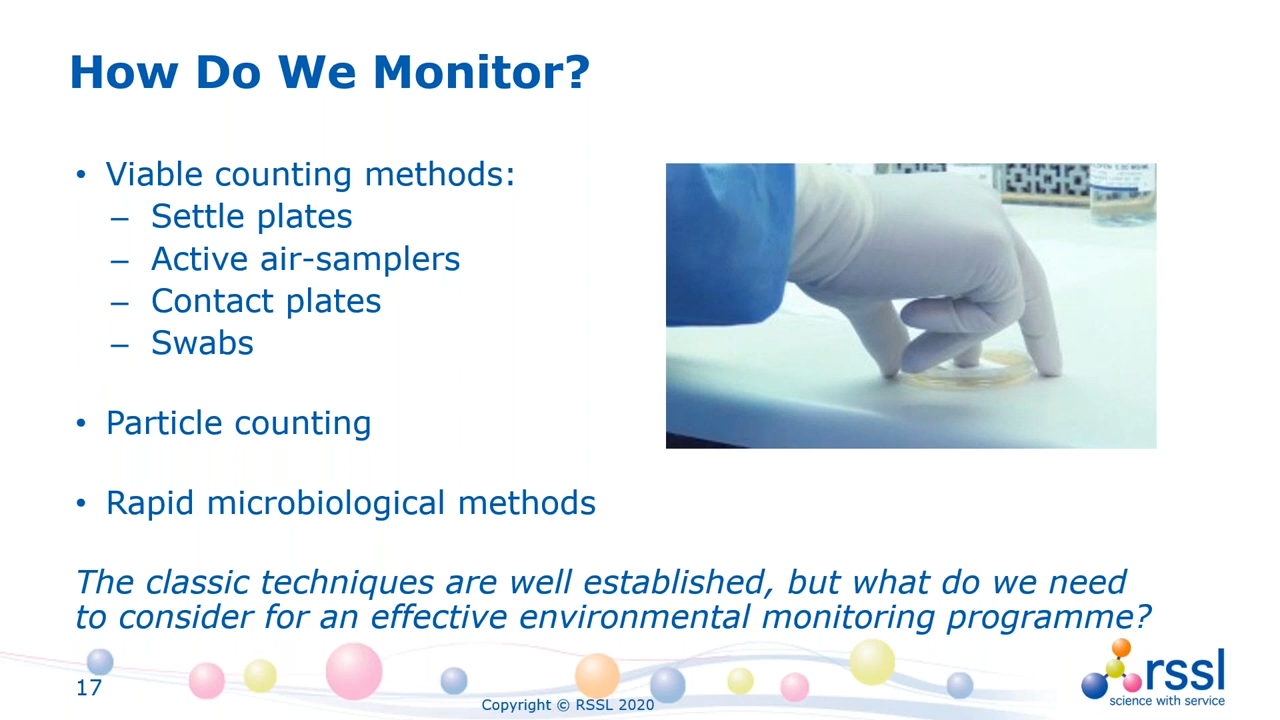 How Do We Monitor?
• Viable counting methods:
– Settle plates
– Active air-samplers
– Contact plates
– Swabs
• Particle counting
• Rapid microbiological methods
The classic techniques are well established, but what do we need
to consider for an effective environmental monitoring programme?
17
Copyright © RSSL 2020
rssl
science with service